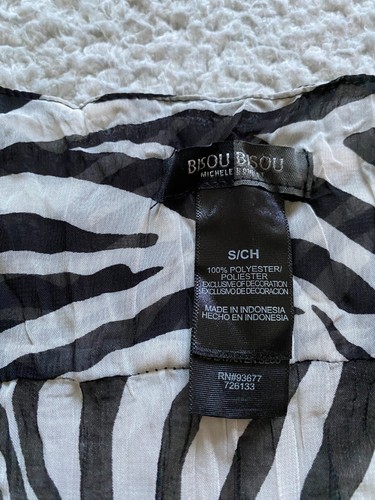 BISOU BISOU
MICHELE BOHBOT
S/CH
100% POLYESTER/
POLIESTER
EXCLUSIVE OF DECORATION
EXCLUSIVO DE DECORACION
MADE IN INDONESIA
HECHO EN INDONESIA
RN#93677
726133